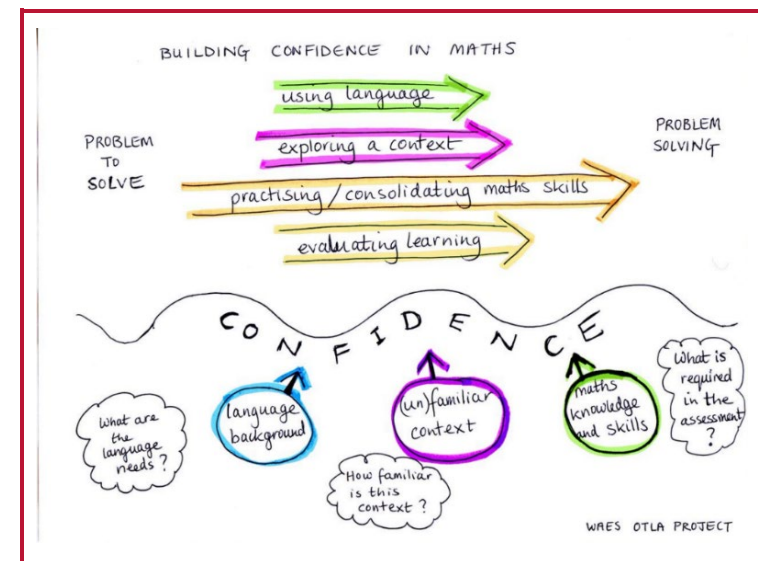 BUILDING CONFIDENCE IN MATHS
using language
exploring a context
PROBLEM
TO
SOLVE
PROBLEM
SOLVING
practising/consolidating maths skills
evaluating learning
CONFIDENCE
What are
the
language
needs?
language
background
(un)familiar
context
How familiar
is this
context?
maths
knowledge
and skills
What is
required
in the
assessment
?
WAES OTLA PROJECT